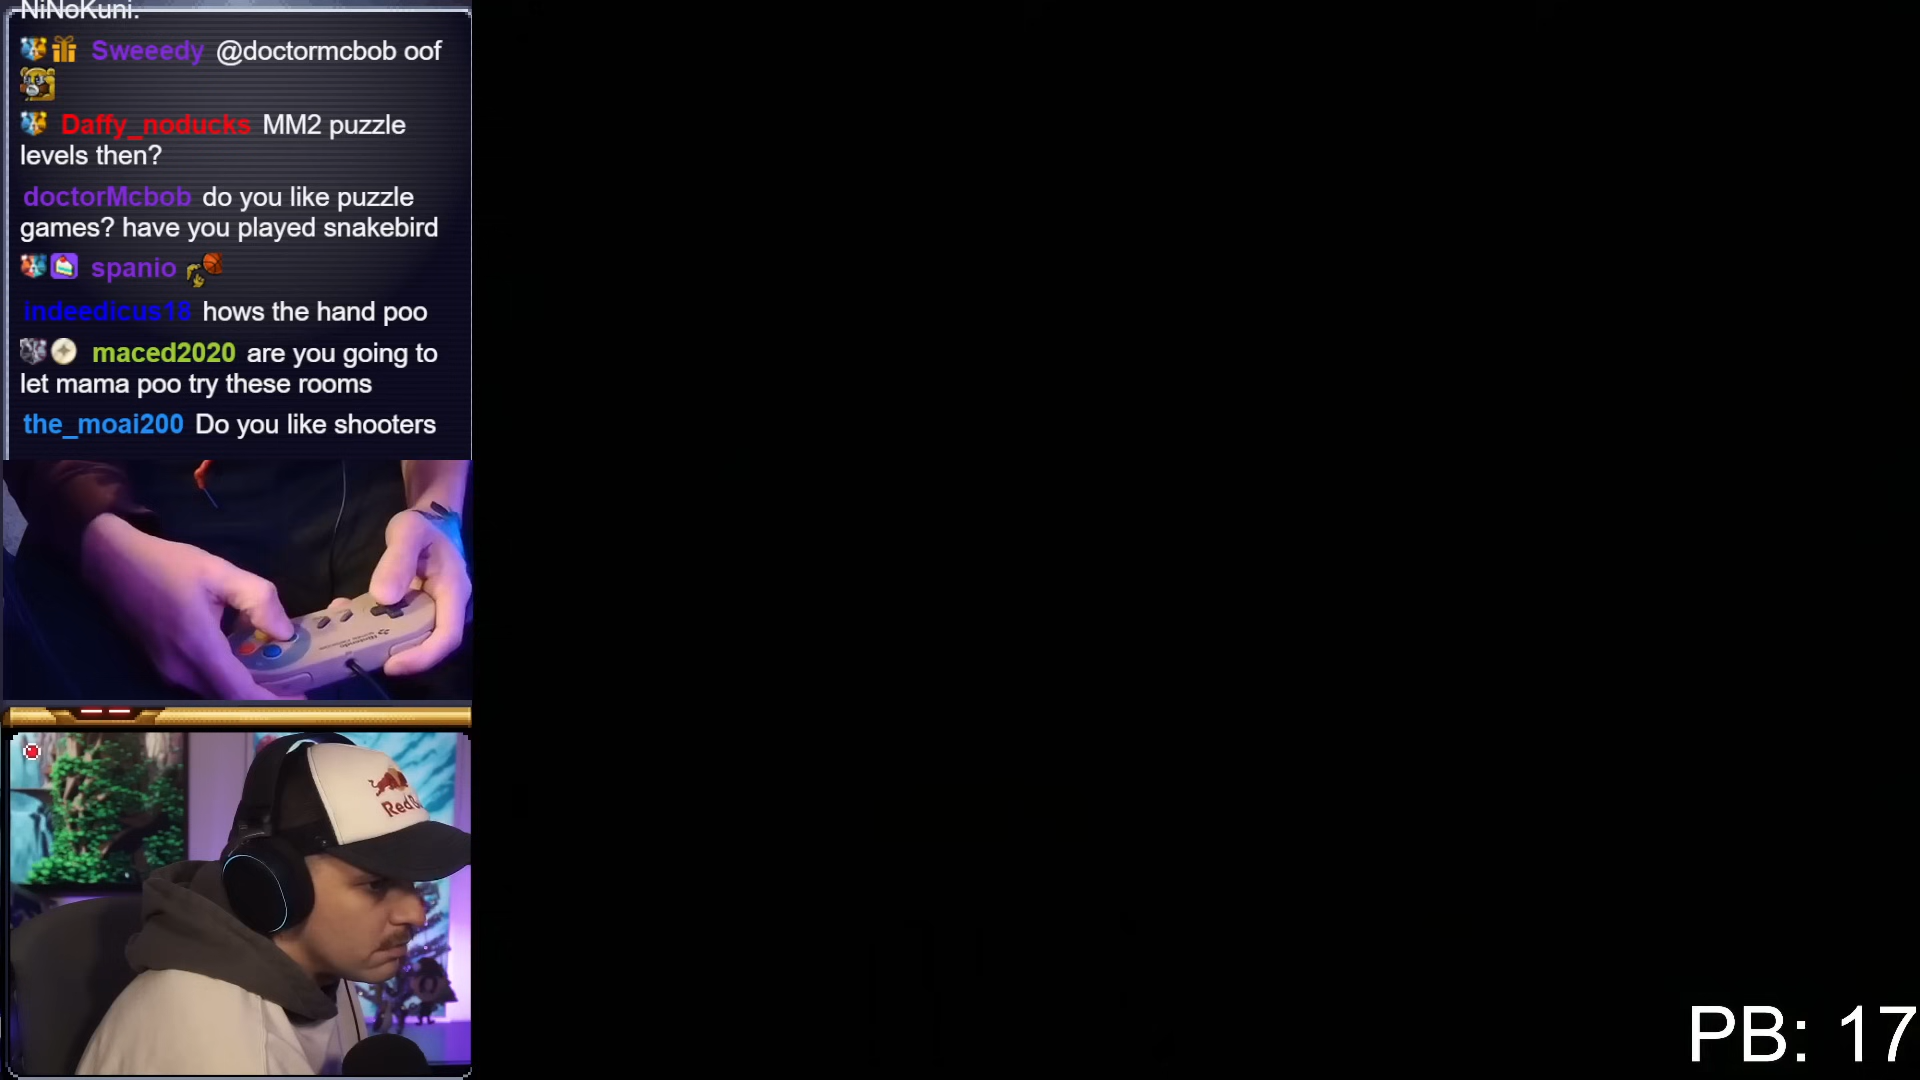 NiNoKuni.
Sweeedy @doctormcbob oof
Daffy_noducks MM2 puzzle
levels then?
doctorMcbob do you like puzzle
games? have you played snakebird
spanio
indeedicus18 hows the hand poo
maced2020 are you going to
let mama poo try these rooms
the_moai200 Do you like shooters
PB: 17